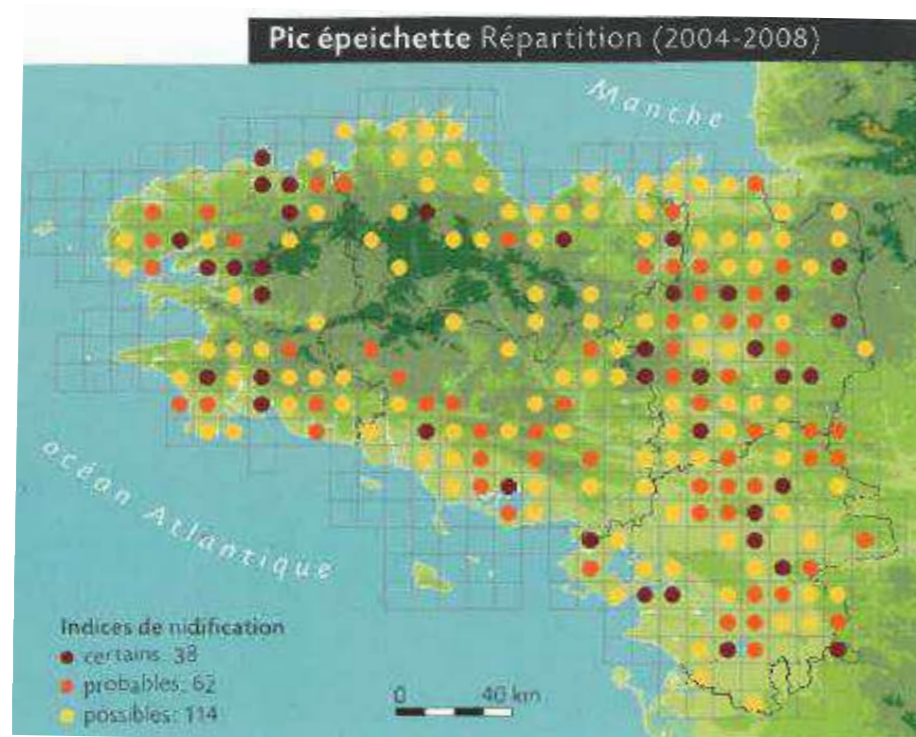 Pic épeichette Répartition (2004-2008)
Manche
océan Atlantique
Indices de nidification
certains: 38
probables: 62
possibles: 114
0 40 km